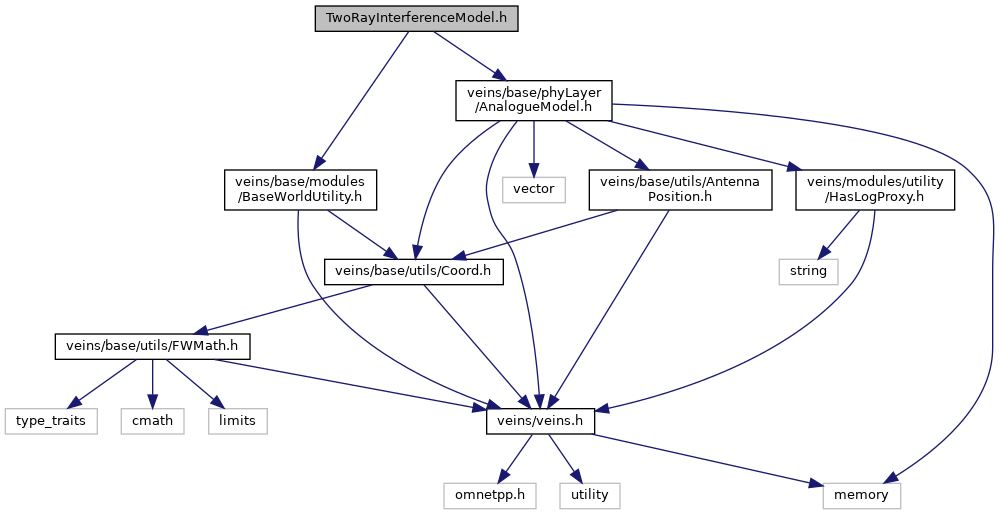 TwoRayInterferenceModel.h
veins/base/phyLayer
/AnalogueModel.h
veins/base/modules
/BaseWorldUtility.h
vector
veins/base/utils/Antenna
Position.h
veins/modules/utility
/HasLogProxy.h
veins/base/utils/Coord.h
string
veins/base/utils/FWMath.h
type_traits
cmath
limits
veins/veins.h
omnetpp.h
utility
memory